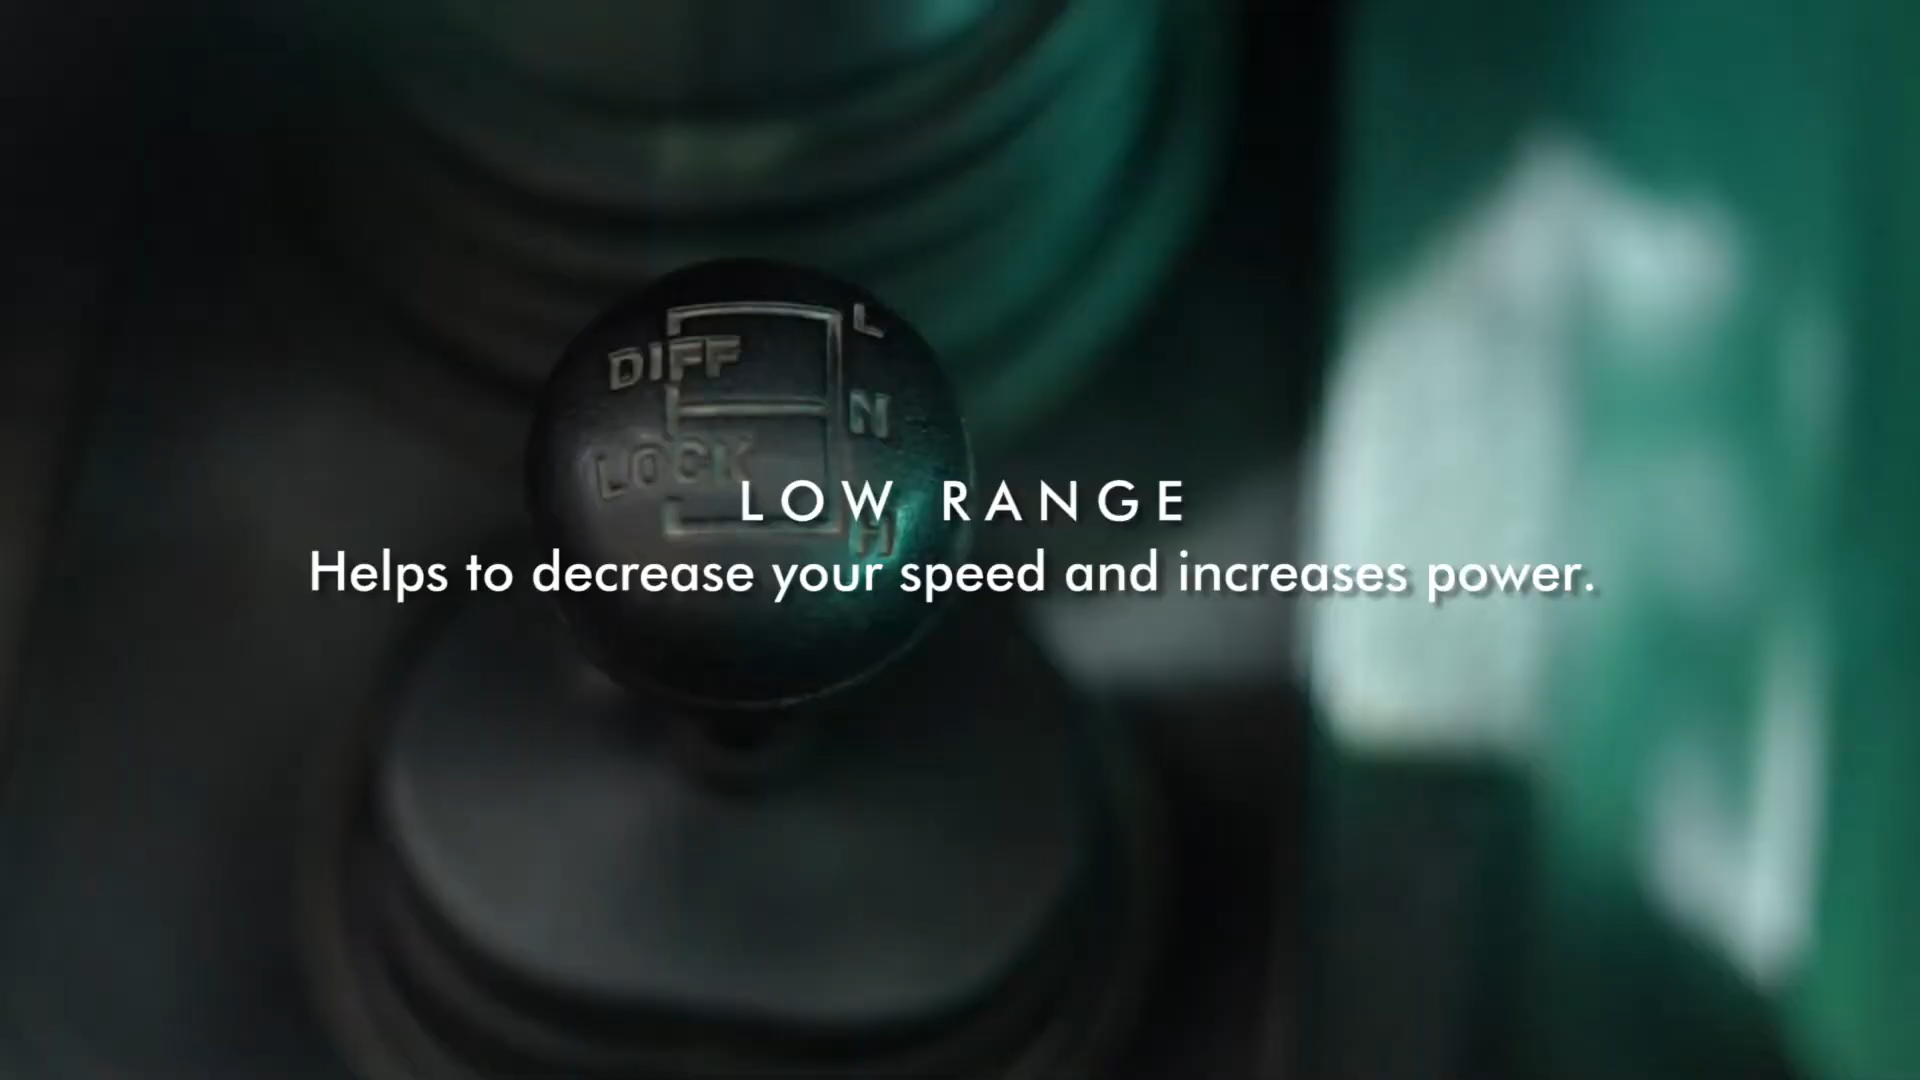 L
DIFF
N
LOCK
LOW RANGE
H
Helps to decrease your speed and increases power.